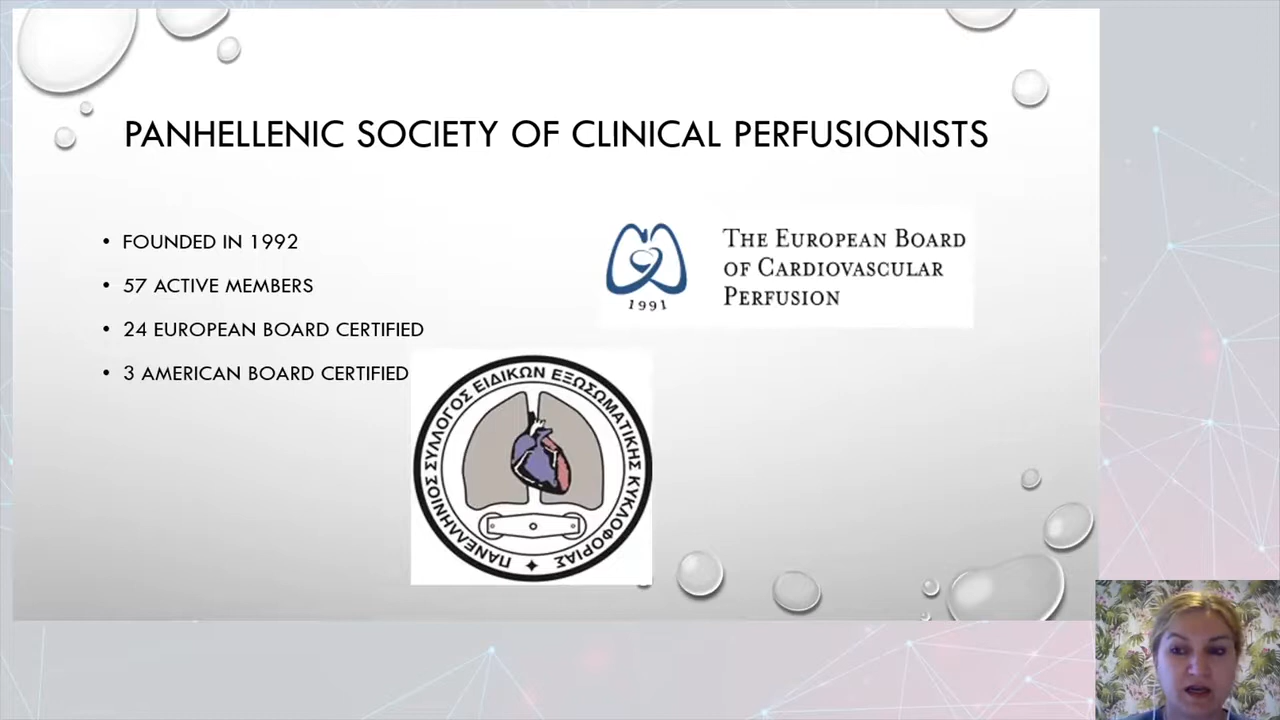 PANHELLENIC SOCIETY OF CLINICAL PERFUSIONISTS
• FOUNDED IN 1992
• 57 ACTIVE MEMBERS
• 24 EUROPEAN BOARD CERTIFIED
• 3 AMERICAN BOARD CERTIFIED
1991
THE EUROPEAN BOARD
OF CARDIOVASCULAR
PERFUSION
ΠΑΝΕΛΛΗΝΙΟΣ ΣΥΛΛΟΓΟΣ ΕΙΔΙΚΩΝ ΕΞΩΣΩΜΑΤΙΚΗΣ ΚΥΚΛΟΦΟΡΙΑΣ